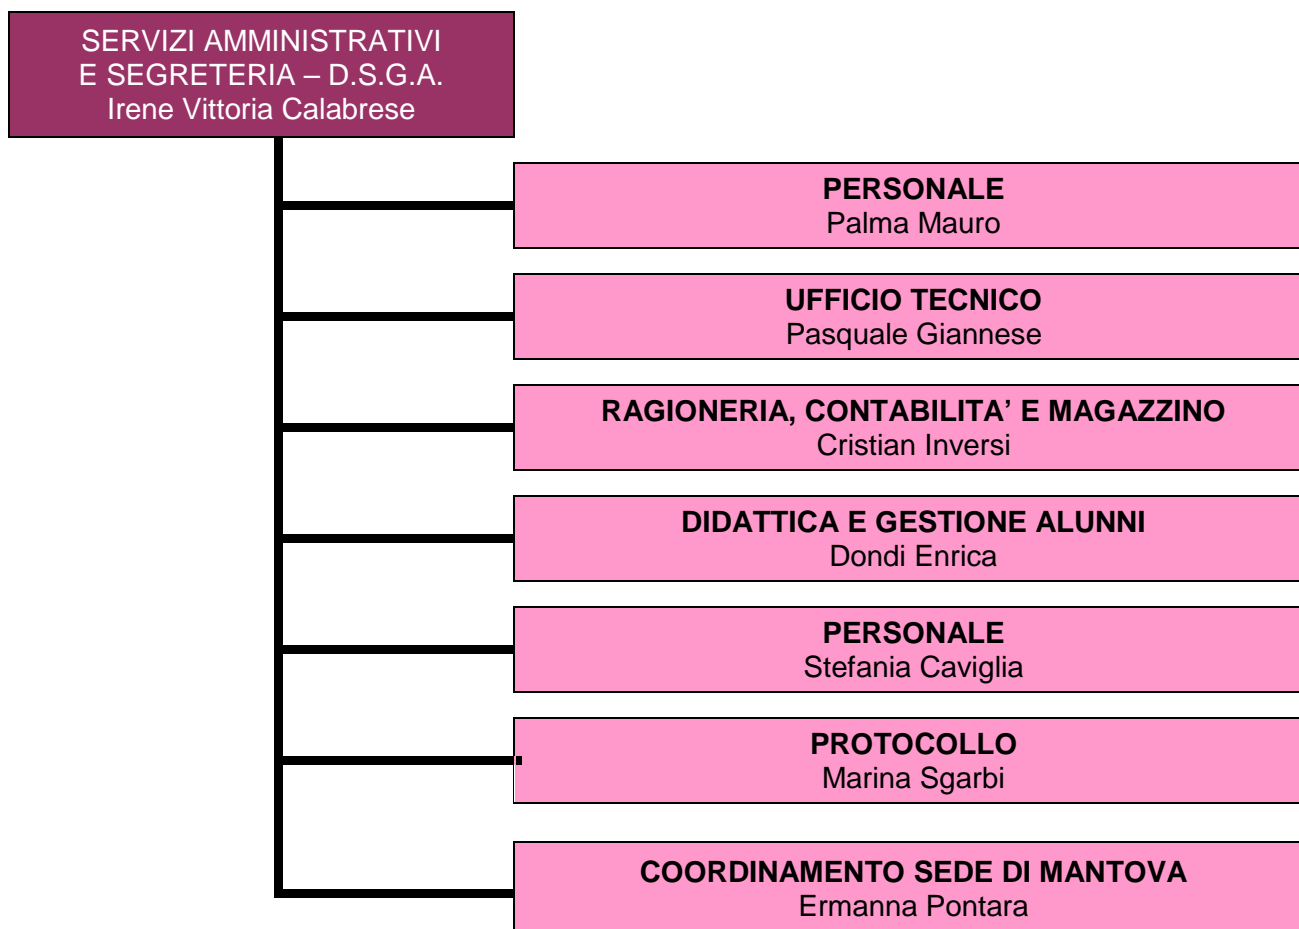 SERVIZI AMMINISTRATIVI
E SEGRETERIA – D.S.G.A.
Irene Vittoria Calabrese
PERSONALE
Palma Mauro
UFFICIO TECNICO
Pasquale Giannese
RAGIONERIA, CONTABILITA’ E MAGAZZINO
Cristian Inversi
DIDATTICA E GESTIONE ALUNNI
Dondi Enrica
PERSONALE
Stefania Caviglia
PROTOCOLLO
Marina Sgarbi
COORDINAMENTO SEDE DI MANTOVA
Ermanna Pontara